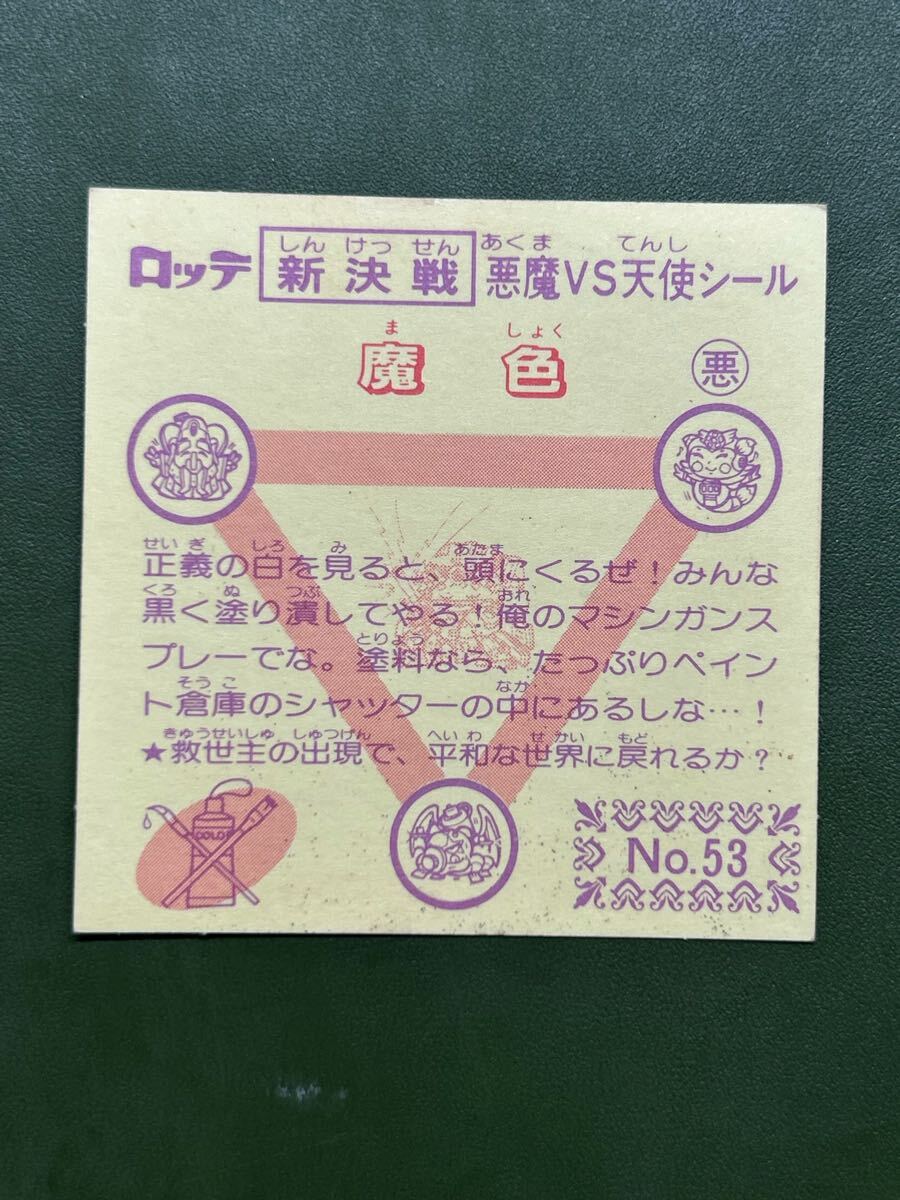 しん けっ せん あくま てんし
ロッテ 新決戦 悪魔VS天使シール
ま しょく
魔 色 悪
せいぎ しろ み あたま
正義の白を見ると、頭にくるぜ!みんな
くろ ぬ つぶ おれ
黒く塗り潰してやる!俺のマシンガンス
とりょう
プレーでな。塗料なら、たっぷりペイン
そうこ なか
ト倉庫のシャッターの中にあるしな…!
きゅうせいしゅ しゅつげん へいわ せかい もど
★救世主の出現で、平和な世界に戻れるか?
COLOR
No.53